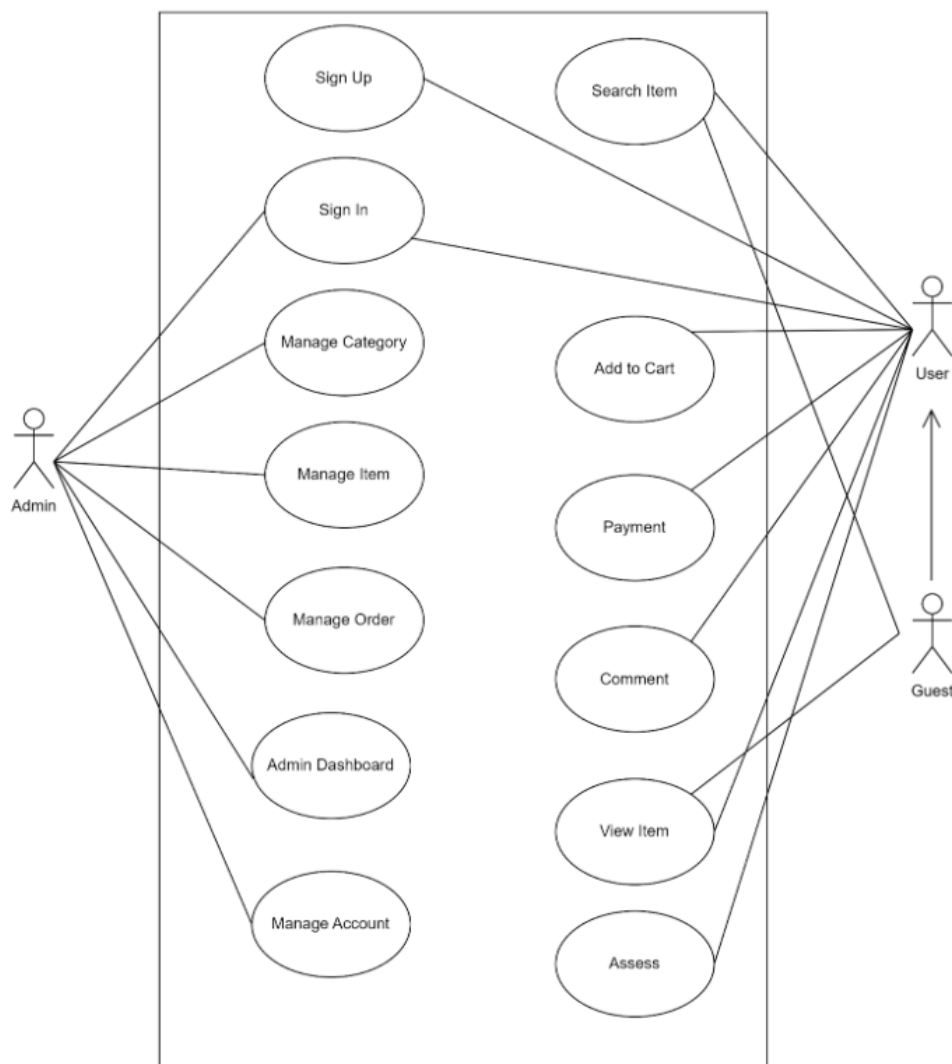 Sign Up
Search Item
Sign In
User
Manage Category
Add to Cart
Admin
Manage Item
Payment
Manage Order
Comment
Guest
Admin Dashboard
View Item
Manage Account
Assess